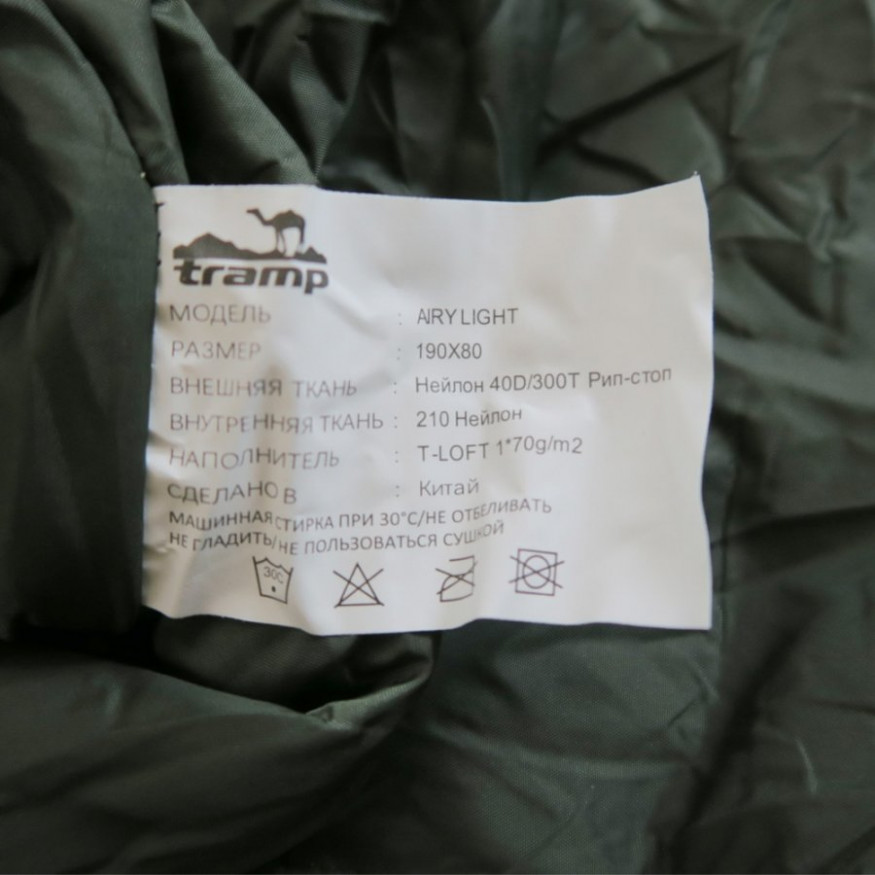 tramp
МОДЕЛЬ : AIRY LIGHT
РАЗМЕР : 190X80
ВНЕШНЯЯ ТКАНЬ : Нейлон 40D/300T Рип-стоп
ВНУТРЕННЯЯ ТКАНЬ : 210 Нейлон
НАПОЛНИТЕЛЬ : T-LOFT 1*70g/m2
СДЕЛАНО В : Китай
МАШИННАЯ СТИРКА ПРИ 30°C/НЕ ОТБЕЛИВАТЬ
НЕ ГЛАДИТЬ/НЕ ПОЛЬЗОВАТЬСЯ СУШКОЙ
30C